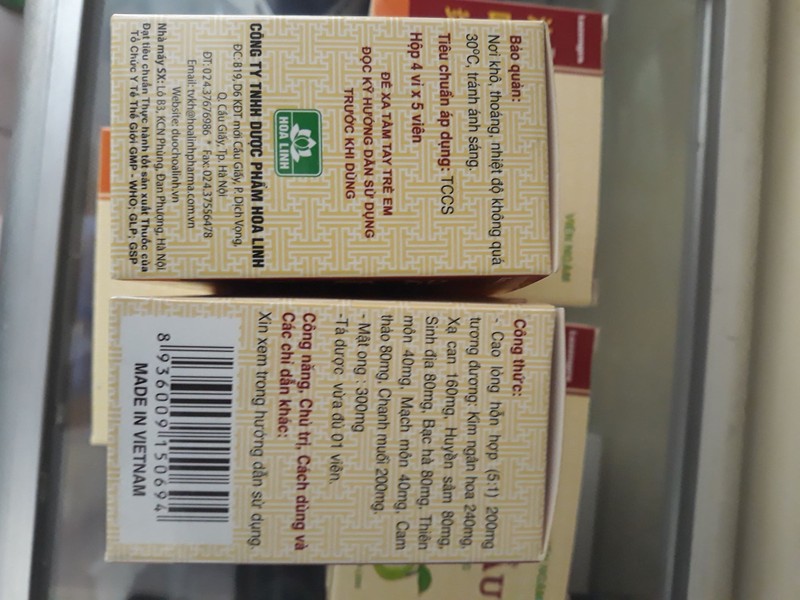 Bảo quản:
Nơi khô, thoáng, nhiệt độ không quá
30°C, tránh ánh sáng.
Tiêu chuẩn áp dụng: TCCS
Hộp 4 vỉ x 5 viên
ĐỂ XA TẦM TAY TRẺ EM
ĐỌC KỸ HƯỚNG DẪN SỬ DỤNG
TRƯỚC KHI DÙNG
HOA LINH
CÔNG TY TNHH DƯỢC PHẨM HOA LINH
ĐC: B19, D6 KĐT mới Cầu Giấy, P. Dịch Vọng,
Q. Cầu Giấy, Tp. Hà Nội
ĐT: 024.37676986 * Fax: 024.37556478
Email: tvkh@hoalinhpharma.com.vn
Website: duochoalinh.vn
Nhà máy SX: Lô B3, KCN Phùng, Đan Phượng, Hà Nội
Đạt tiêu chuẩn Thực hành tốt sản xuất Thuốc của
Tổ Chức Y Tế Thế Giới GMP - WHO; GLP; GSP
Công thức:
- Cao lỏng hỗn hợp (5:1) 200mg
tương đương: Kim ngân hoa 240mg,
Xạ can 160mg, Huyền sâm 80mg,
Sinh địa 80mg, Bạc hà 80mg, Thiên
môn 40mg, Mạch môn 40mg, Cam
thảo 80mg, Chanh muối 200mg,
- Mật ong : 300mg
-Tá dược vừa đủ 01 viên.
Công năng, Chủ trị, Cách dùng và
Các chỉ dẫn khác:
Xin xem trong hướng dẫn sử dụng.
8 936009 150694
MADE IN VIETNAM
VIÊN NGẬM